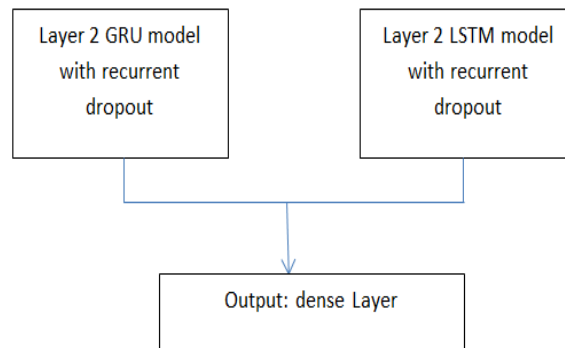 Layer 2 GRU model
with recurrent
dropout
Layer 2 LSTM model
with recurrent
dropout
Output: dense Layer